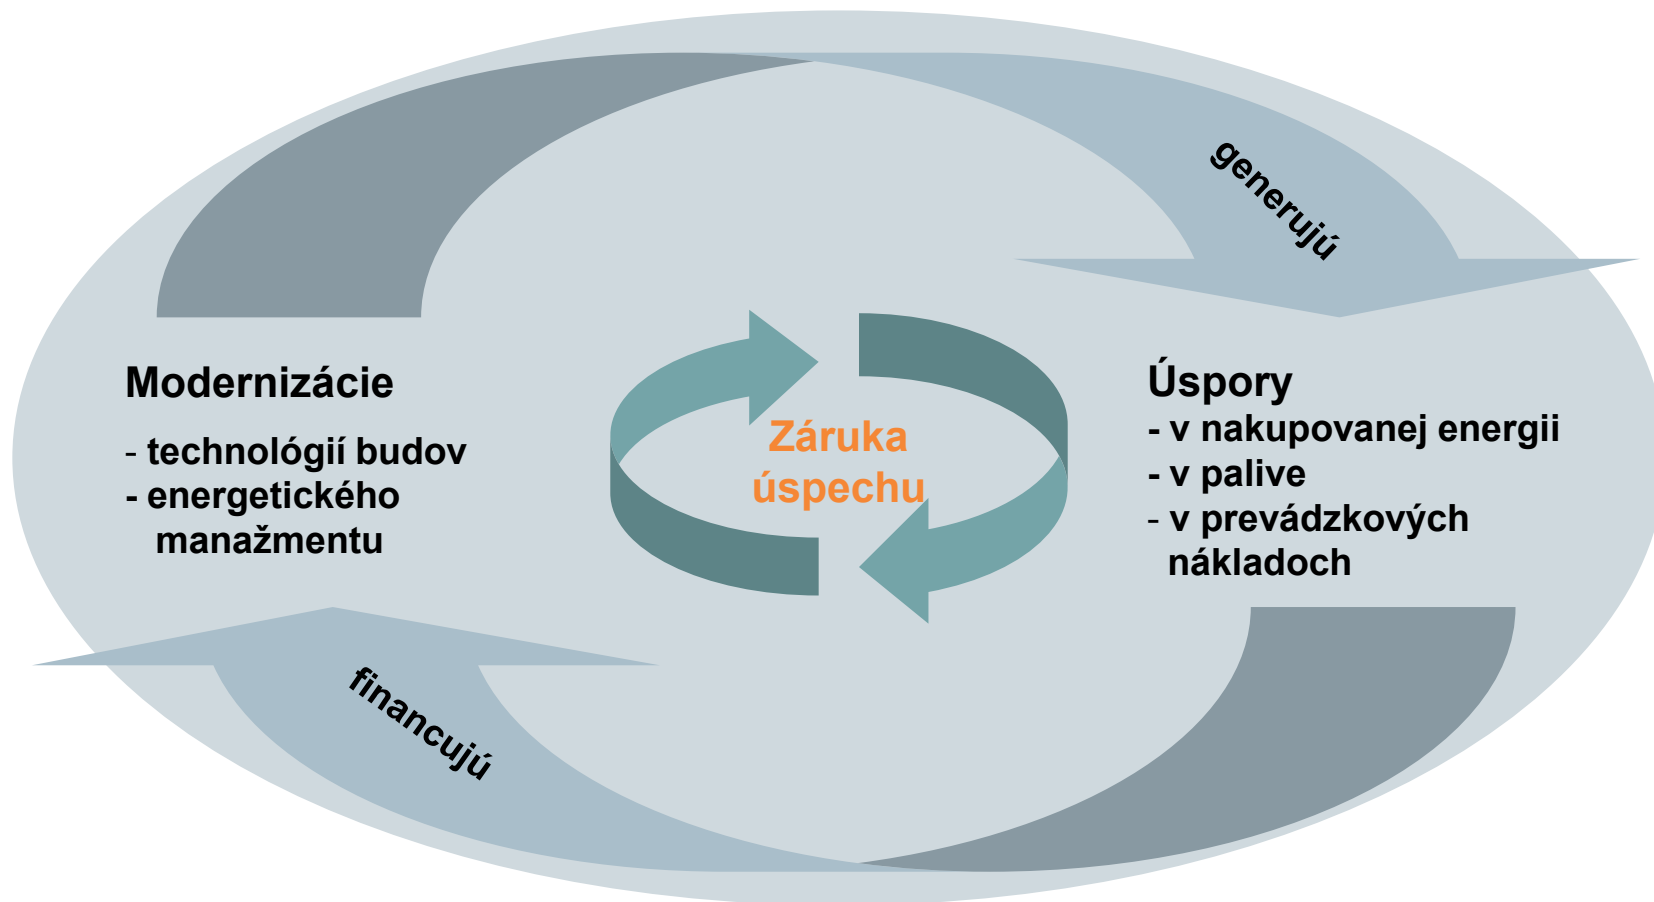 generujú
Modernizácie
- technológií budov
- energetického
manažmentu
Záruka
úspechu
Úspory
- v nakupovanej energii
- v palive
- v prevádzkových
nákladoch
financujú